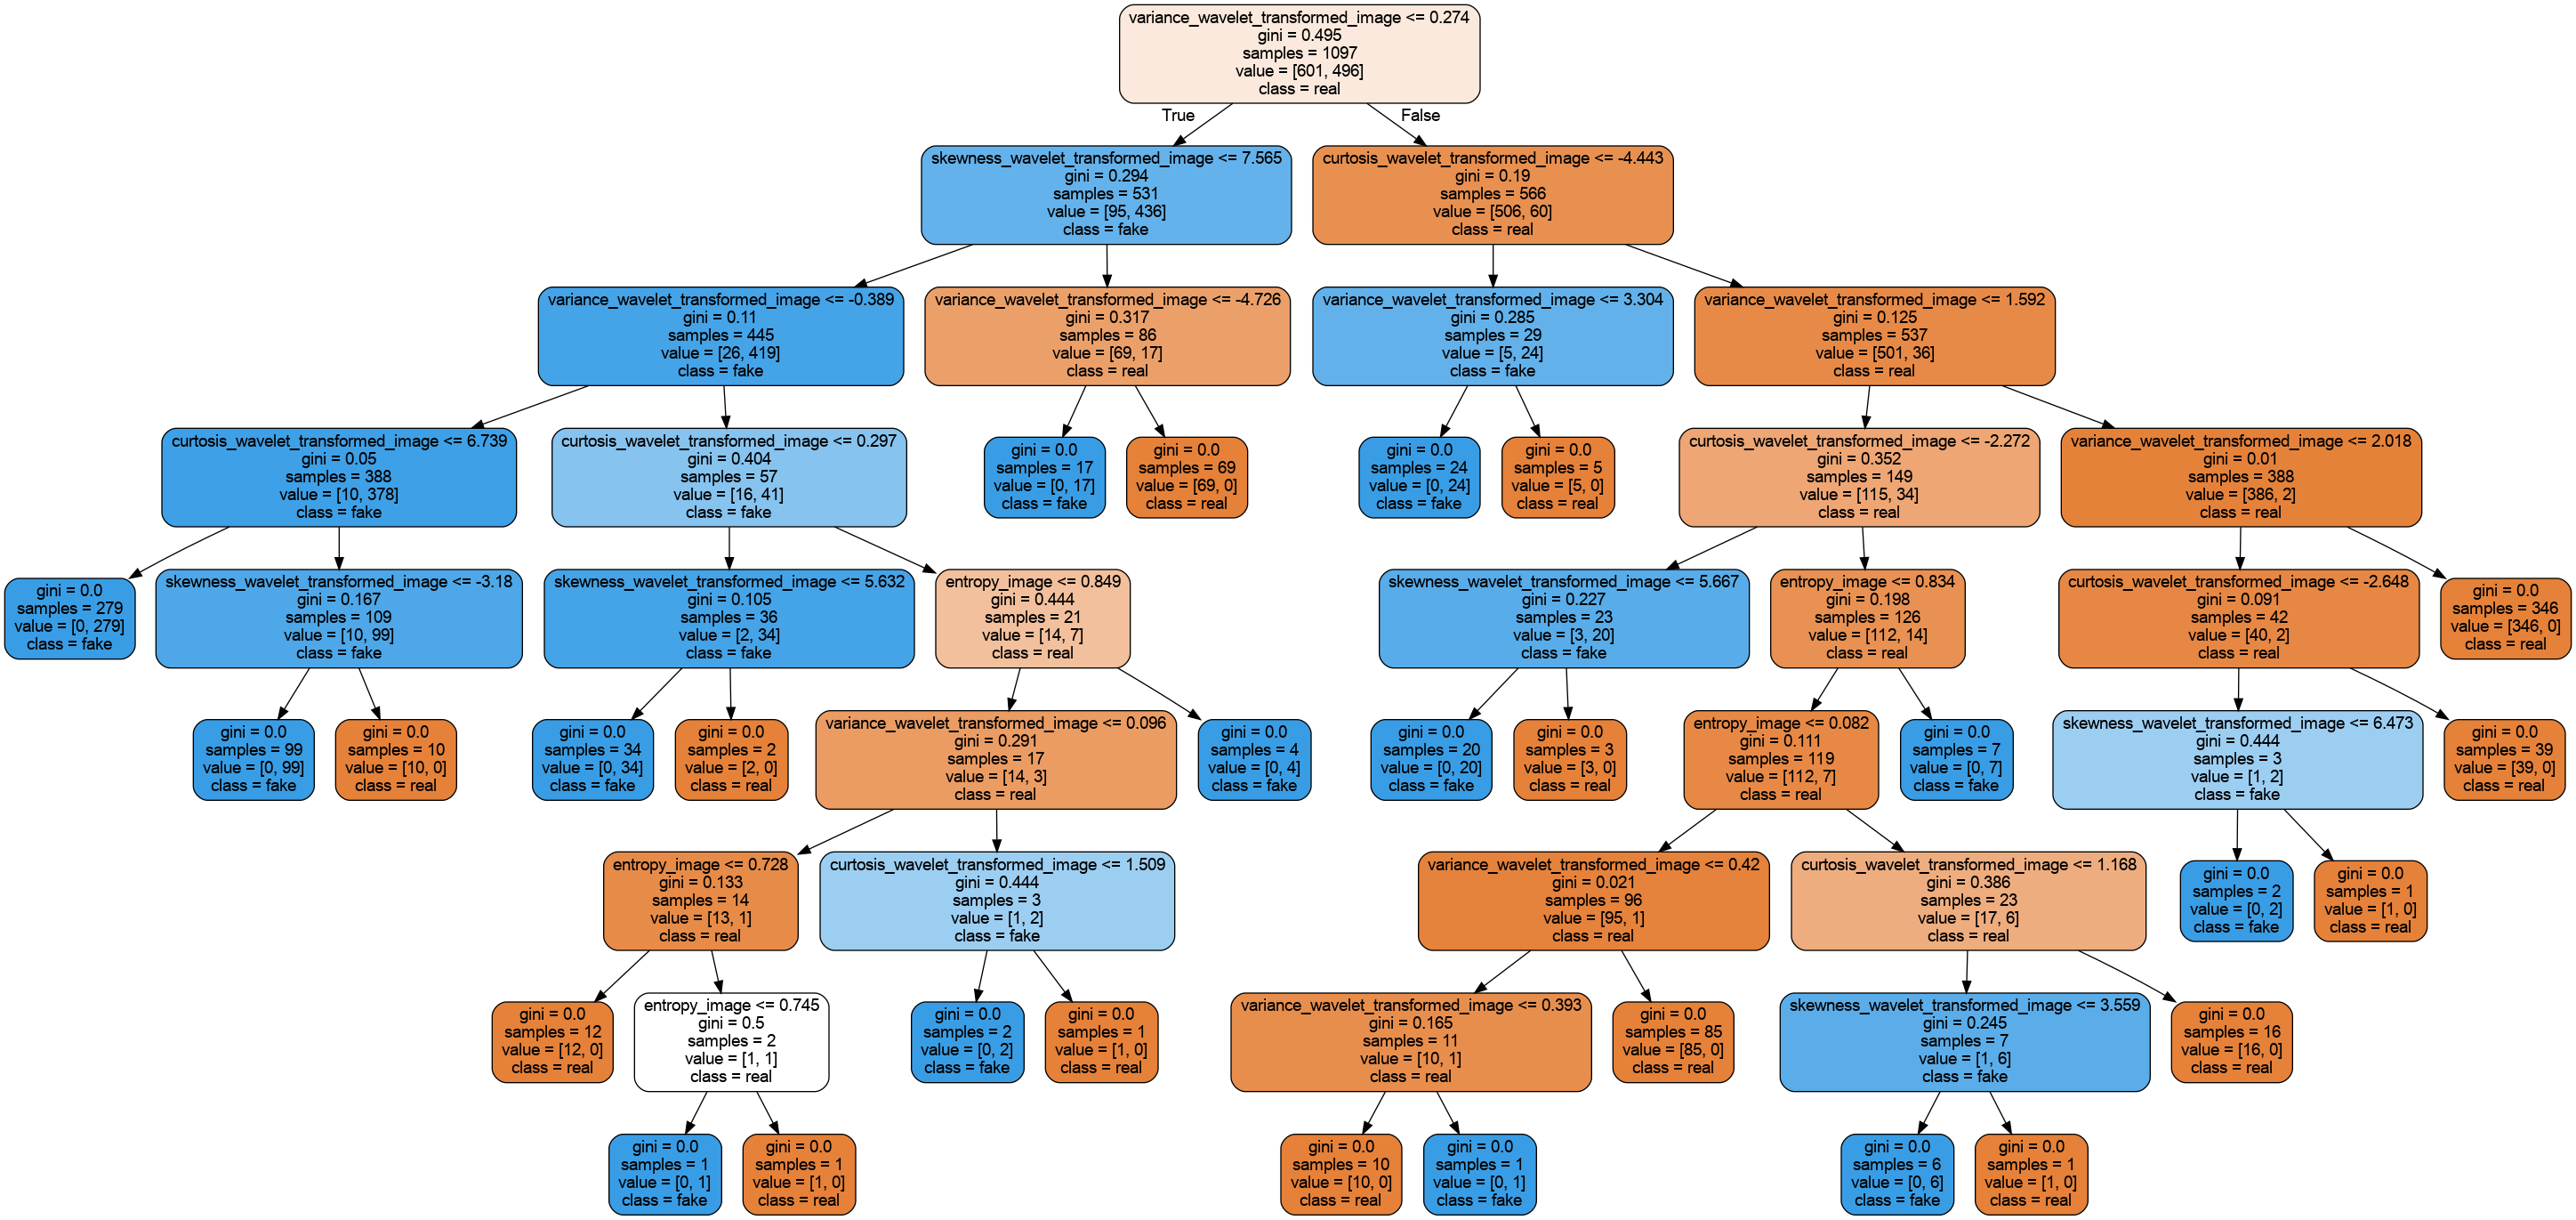 variance_wavelet_transformed_image <= 0.274
gini = 0.495
samples = 1097
value = [601, 496]
class = real
True
False
skewness_wavelet_transformed_image <= 7.565
gini = 0.294
samples = 531
value = [95, 436]
class = fake
curtosis_wavelet_transformed_image <= -4.443
gini = 0.19
samples = 566
value = [506, 60]
class = real
variance_wavelet_transformed_image <= -0.389
gini = 0.11
samples = 445
value = [26, 419]
class = fake
variance_wavelet_transformed_image <= -4.726
gini = 0.317
samples = 86
value = [69, 17]
class = real
variance_wavelet_transformed_image <= 3.304
gini = 0.285
samples = 29
value = [5, 24]
class = fake
variance_wavelet_transformed_image <= 1.592
gini = 0.125
samples = 537
value = [501, 36]
class = real
curtosis_wavelet_transformed_image <= 6.739
gini = 0.05
samples = 388
value = [10, 378]
class = fake
curtosis_wavelet_transformed_image <= 0.297
gini = 0.404
samples = 57
value = [16, 41]
class = fake
gini = 0.0
samples = 17
value = [0, 17]
class = fake
gini = 0.0
samples = 69
value = [69, 0]
class = real
gini = 0.0
samples = 24
value = [0, 24]
class = fake
gini = 0.0
samples = 5
value = [5, 0]
class = real
curtosis_wavelet_transformed_image <= -2.272
gini = 0.352
samples = 149
value = [115, 34]
class = real
variance_wavelet_transformed_image <= 2.018
gini = 0.01
samples = 388
value = [386, 2]
class = real
gini = 0.0
samples = 279
value = [0, 279]
class = fake
skewness_wavelet_transformed_image <= -3.18
gini = 0.167
samples = 109
value = [10, 99]
class = fake
skewness_wavelet_transformed_image <= 5.632
gini = 0.105
samples = 36
value = [2, 34]
class = fake
entropy_image <= 0.849
gini = 0.444
samples = 21
value = [14, 7]
class = real
skewness_wavelet_transformed_image <= 5.667
gini = 0.227
samples = 23
value = [3, 20]
class = fake
entropy_image <= 0.834
gini = 0.198
samples = 126
value = [112, 14]
class = real
curtosis_wavelet_transformed_image <= -2.648
gini = 0.091
samples = 42
value = [40, 2]
class = real
gini = 0.0
samples = 346
value = [346, 0]
class = real
gini = 0.0
samples = 99
value = [0, 99]
class = fake
gini = 0.0
samples = 10
value = [10, 0]
class = real
gini = 0.0
samples = 34
value = [0, 34]
class = fake
gini = 0.0
samples = 2
value = [2, 0]
class = real
variance_wavelet_transformed_image <= 0.096
gini = 0.291
samples = 17
value = [14, 3]
class = real
gini = 0.0
samples = 4
value = [0, 4]
class = fake
gini = 0.0
samples = 20
value = [0, 20]
class = fake
gini = 0.0
samples = 3
value = [3, 0]
class = real
entropy_image <= 0.082
gini = 0.111
samples = 119
value = [112, 7]
class = real
gini = 0.0
samples = 7
value = [0, 7]
class = fake
skewness_wavelet_transformed_image <= 6.473
gini = 0.444
samples = 3
value = [1, 2]
class = fake
gini = 0.0
samples = 39
value = [39, 0]
class = real
entropy_image <= 0.728
gini = 0.133
samples = 14
value = [13, 1]
class = real
curtosis_wavelet_transformed_image <= 1.509
gini = 0.444
samples = 3
value = [1, 2]
class = fake
variance_wavelet_transformed_image <= 0.42
gini = 0.021
samples = 96
value = [95, 1]
class = real
curtosis_wavelet_transformed_image <= 1.168
gini = 0.386
samples = 23
value = [17, 6]
class = real
gini = 0.0
samples = 2
value = [0, 2]
class = fake
gini = 0.0
samples = 1
value = [1, 0]
class = real
gini = 0.0
samples = 12
value = [12, 0]
class = real
entropy_image <= 0.745
gini = 0.5
samples = 2
value = [1, 1]
class = real
gini = 0.0
samples = 2
value = [0, 2]
class = fake
gini = 0.0
samples = 1
value = [1, 0]
class = real
variance_wavelet_transformed_image <= 0.393
gini = 0.165
samples = 11
value = [10, 1]
class = real
gini = 0.0
samples = 85
value = [85, 0]
class = real
skewness_wavelet_transformed_image <= 3.559
gini = 0.245
samples = 7
value = [1, 6]
class = fake
gini = 0.0
samples = 16
value = [16, 0]
class = real
gini = 0.0
samples = 1
value = [0, 1]
class = fake
gini = 0.0
samples = 1
value = [1, 0]
class = real
gini = 0.0
samples = 10
value = [10, 0]
class = real
gini = 0.0
samples = 1
value = [0, 1]
class = fake
gini = 0.0
samples = 6
value = [0, 6]
class = fake
gini = 0.0
samples = 1
value = [1, 0]
class = real